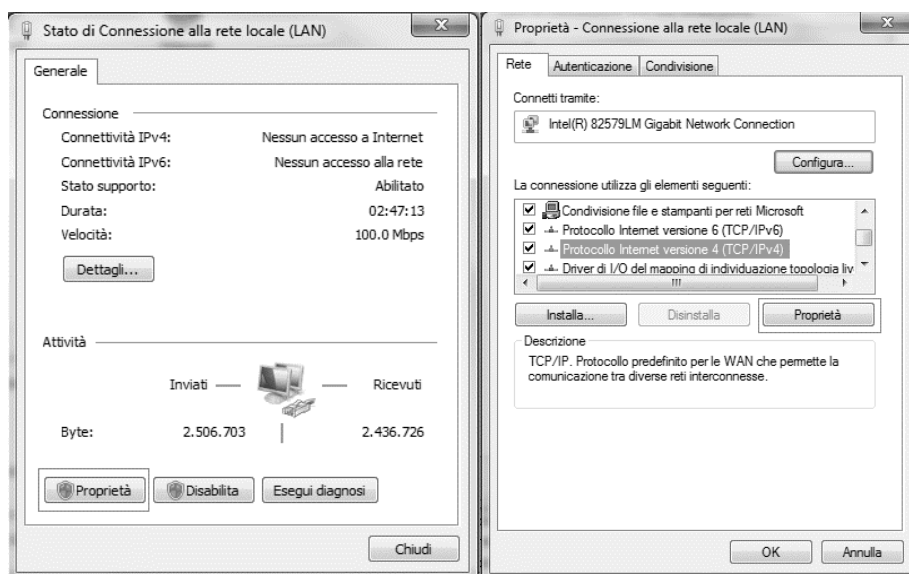 Stato di Connessione alla rete locale (LAN)
Generale
Connessione
Connettività IPv4: Nessun accesso a Internet
Connettività IPv6: Nessun accesso alla rete
Stato supporto: Abilitato
Durata: 02:47:13
Velocità: 100.0 Mbps
Dettagli...
Attività
Inviati Ricevuti
Byte: 2.506.703 2.436.726
Proprietà Disabilita Esegui diagnosi
Chiudi
Proprietà - Connessione alla rete locale (LAN)
Rete Autenticazione Condivisione
Connetti tramite:
Intel(R) 82579LM Gigabit Network Connection
Configura...
La connessione utilizza gli elementi seguenti:
Condivisione file e stampanti per reti Microsoft
Protocollo Internet versione 6 (TCP/IPv6)
Protocollo Internet versione 4 (TCP/IPv4)
Driver di I/O del mapping di individuazione topologia liv
Installa... Disinstalla Proprietà
Descrizione
TCP/IP. Protocollo predefinito per le WAN che permette la
comunicazione tra diverse reti interconnesse.
OK Annulla